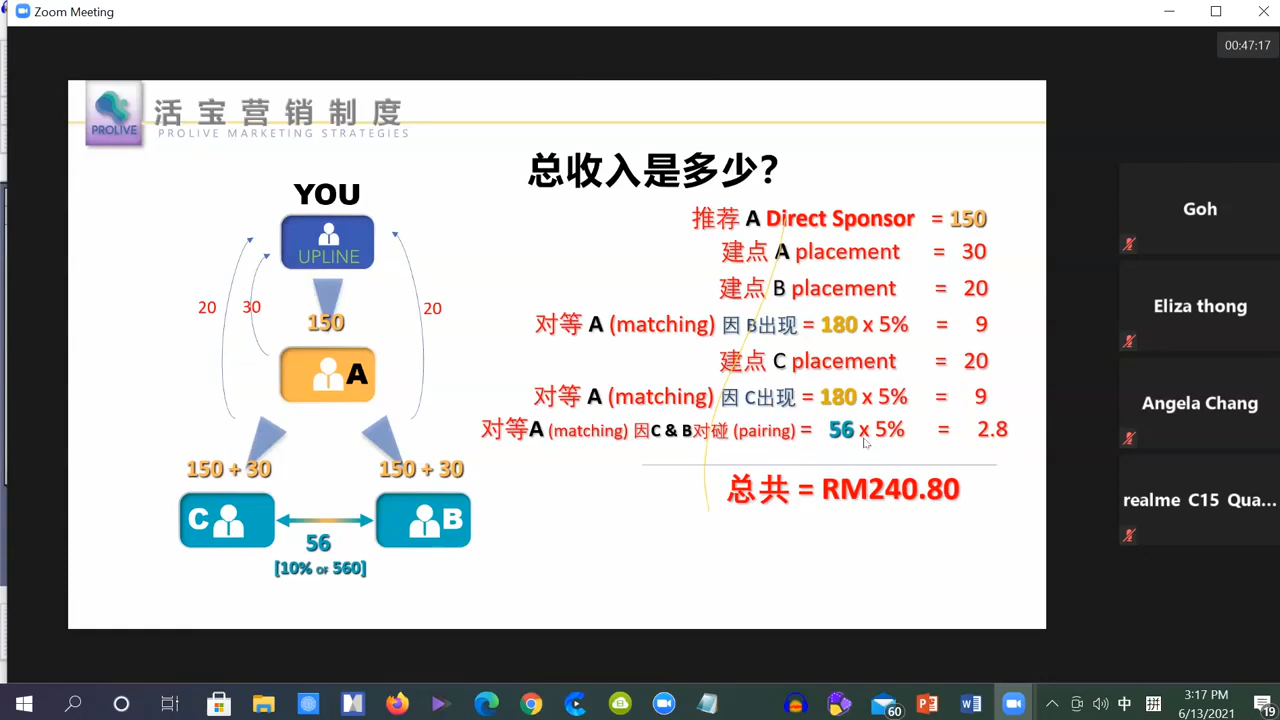 Zoom Meeting
00:47:17
PROLIVE
活宝营销制度
PROLIVE MARKETING STRATEGIES
总收入是多少?
YOU
UPLINE
20
30
20
150
A
150 + 30
150 + 30
C
B
56
[10% OF 560]
推荐 A Direct Sponsor = 150
建点 A placement = 30
建点 B placement = 20
对等 A (matching) 因 B出现 = 180 x 5% = 9
建点 C placement = 20
对等 A (matching) 因 C出现 = 180 x 5% = 9
对等A (matching) 因C & B对碰 (pairing) = 56 x 5% = 2.8
总共 = RM240.80
Goh
Eliza thong
Angela Chang
realme C15 Qua...
60
中
拼
3:17 PM
6/13/2021
19